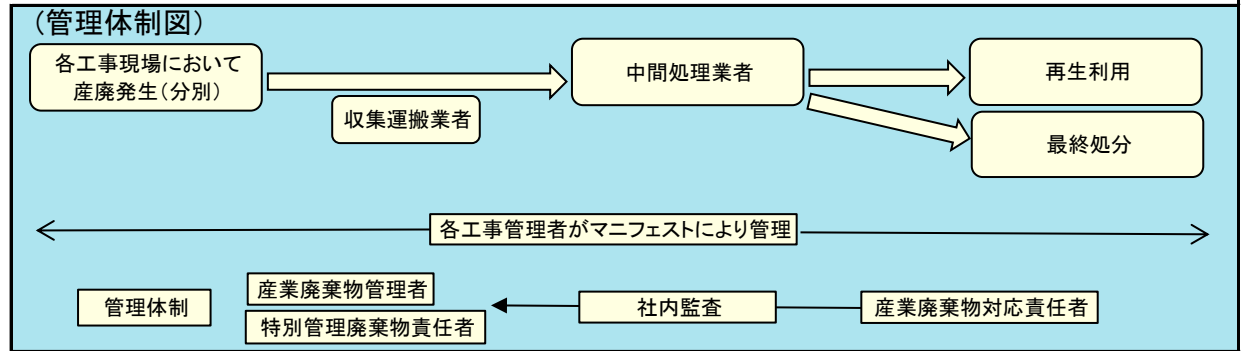 （管理体制図）
各工事現場において
産廃発生（分別）
収集運搬業者
中間処理業者
再生利用
最終処分
各工事管理者がマニフェストにより管理
管理体制
産業廃棄物管理者
特別管理廃棄物責任者
社内監査
産業廃棄物対応責任者